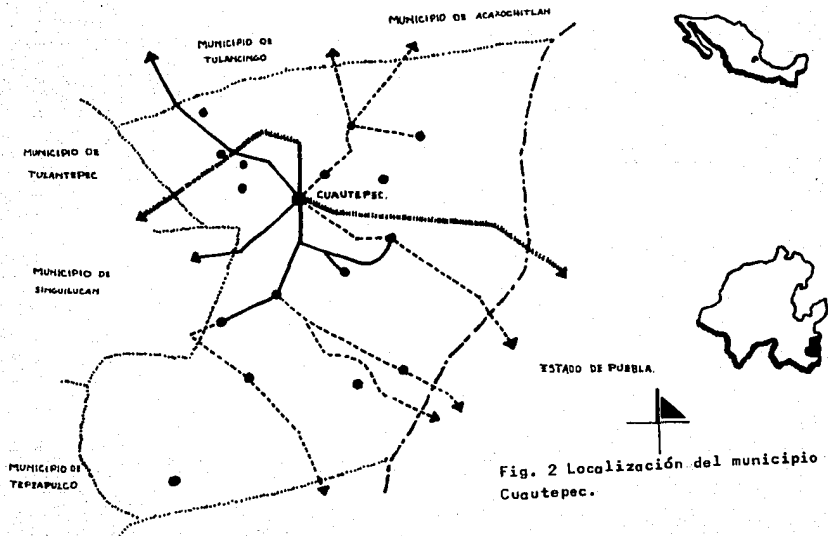 MUNICIPIO DE ACAXOCHITLAN
MUNICIPIO DE
TULANCINGO
MUNICIPIO DE
TULANTEPEC
CUAUTEPEC.
MUNICIPIO DE
SINGUILUCAN
ESTADO DE PUEBLA.
MUNICIPIO DE
TEPEAPULCO
Fig. 2 Localización del municipio
Cuautepec.